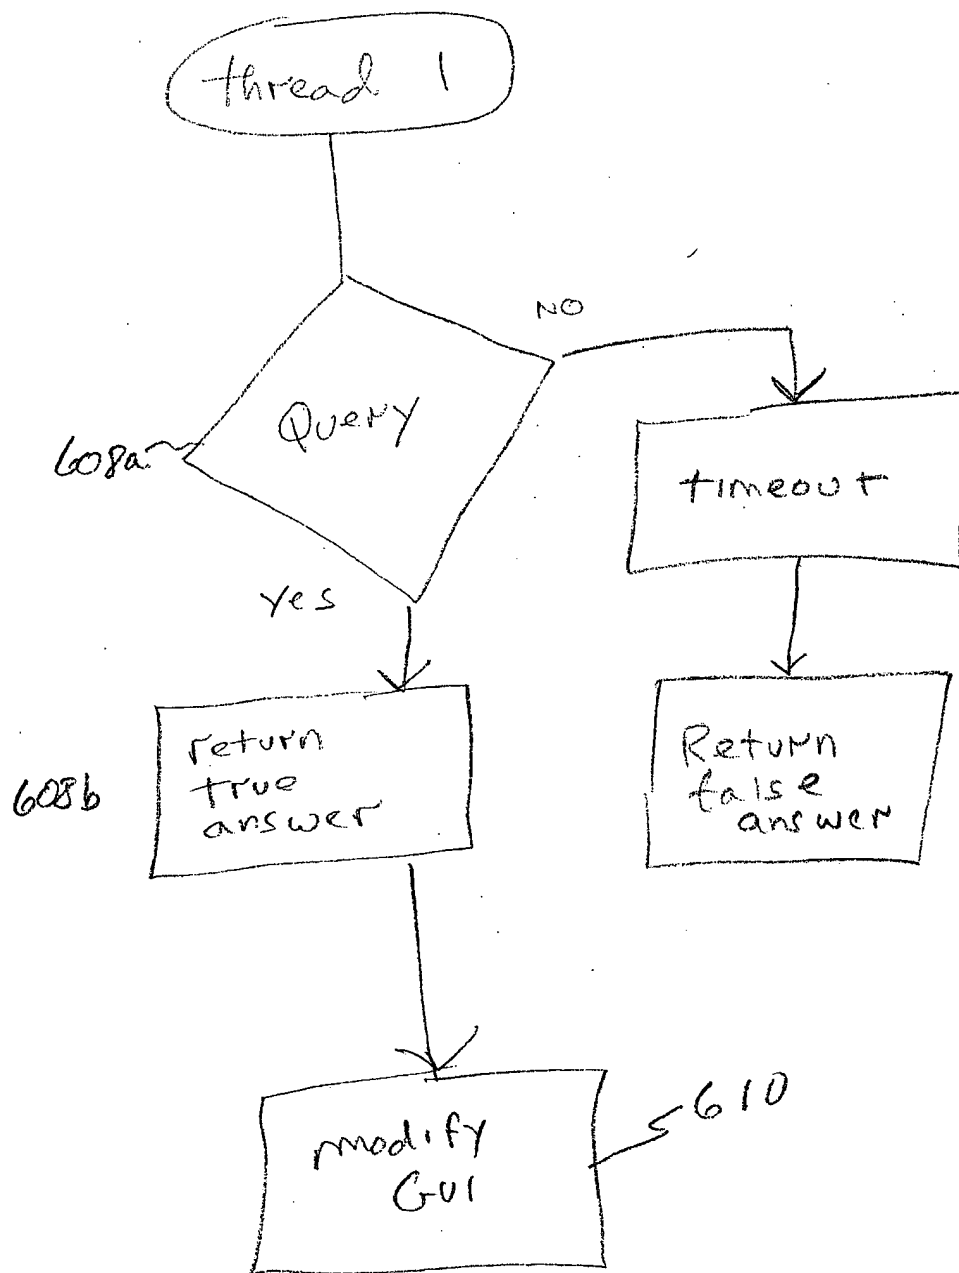 thread 1
NO
Query
608a
timeout
yes
return
true
answer
608b
Return
false
answer
610
modify
GUI